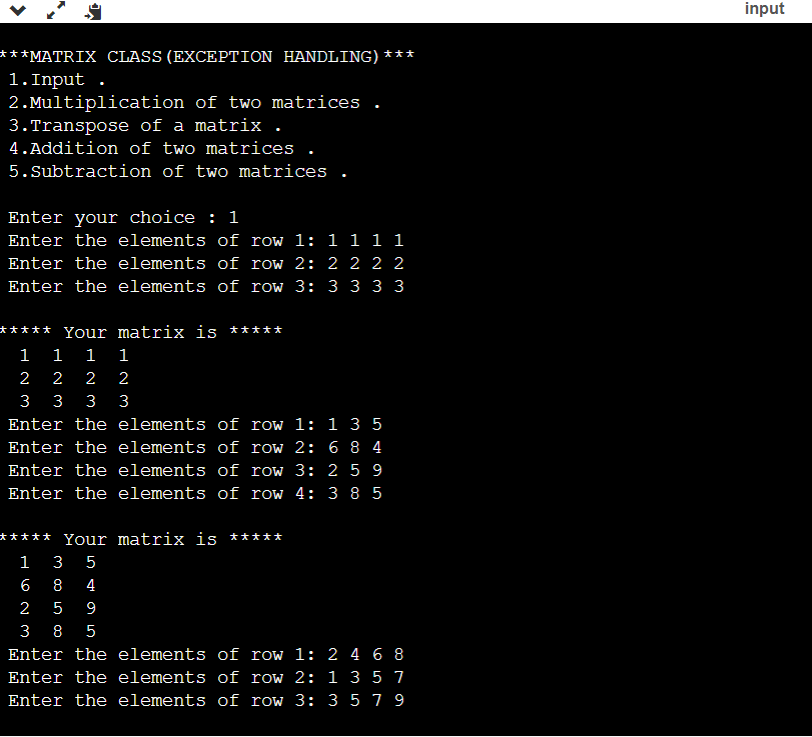 input
***MATRIX CLASS(EXCEPTION HANDLING)***
1.Input .
2.Multiplication of two matrices .
3.Transpose of a matrix .
4.Addition of two matrices .
5.Subtraction of two matrices .
Enter your choice : 1
Enter the elements of row 1: 1 1 1 1
Enter the elements of row 2: 2 2 2 2
Enter the elements of row 3: 3 3 3 3
***** Your matrix is *****
1 1 1 1
2 2 2 2
3 3 3 3
Enter the elements of row 1: 1 3 5
Enter the elements of row 2: 6 8 4
Enter the elements of row 3: 2 5 9
Enter the elements of row 4: 3 8 5
***** Your matrix is *****
1 3 5
6 8 4
2 5 9
3 8 5
Enter the elements of row 1: 2 4 6 8
Enter the elements of row 2: 1 3 5 7
Enter the elements of row 3: 3 5 7 9